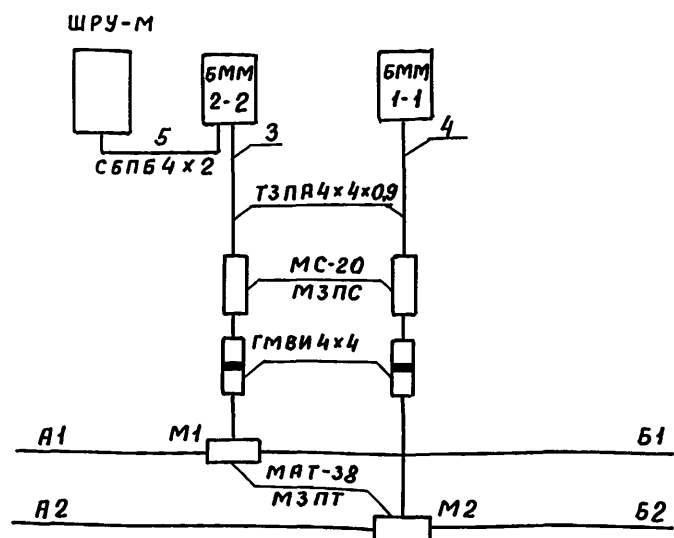 ШРУ-М
БММ
2-2
БММ
1-1
5
СБПБ 4×2
3
4
ТЗПА 4×4×0,9
МС-20
МЗПС
ГМВИ 4×4
А1
М1
Б1
МАТ-38
МЗПТ
А2
М2
Б2